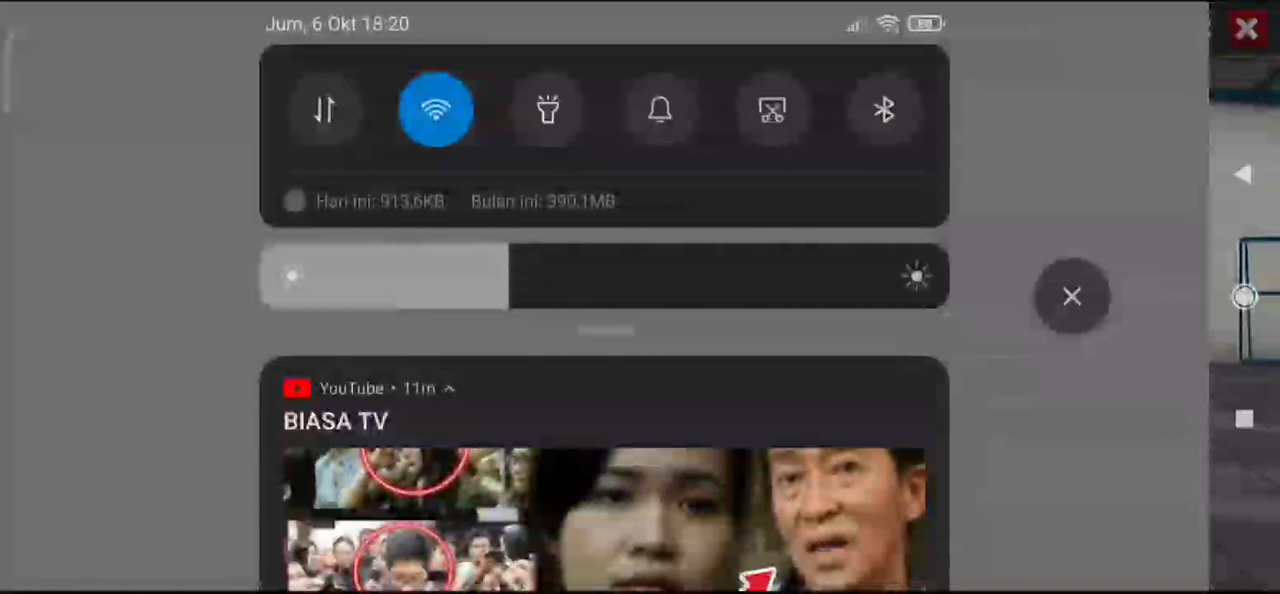 Jum, 6 Okt 18:20
Hari ini: 913,6KB Bulan ini: 390,1MB
YouTube • 11m
BIASA TV